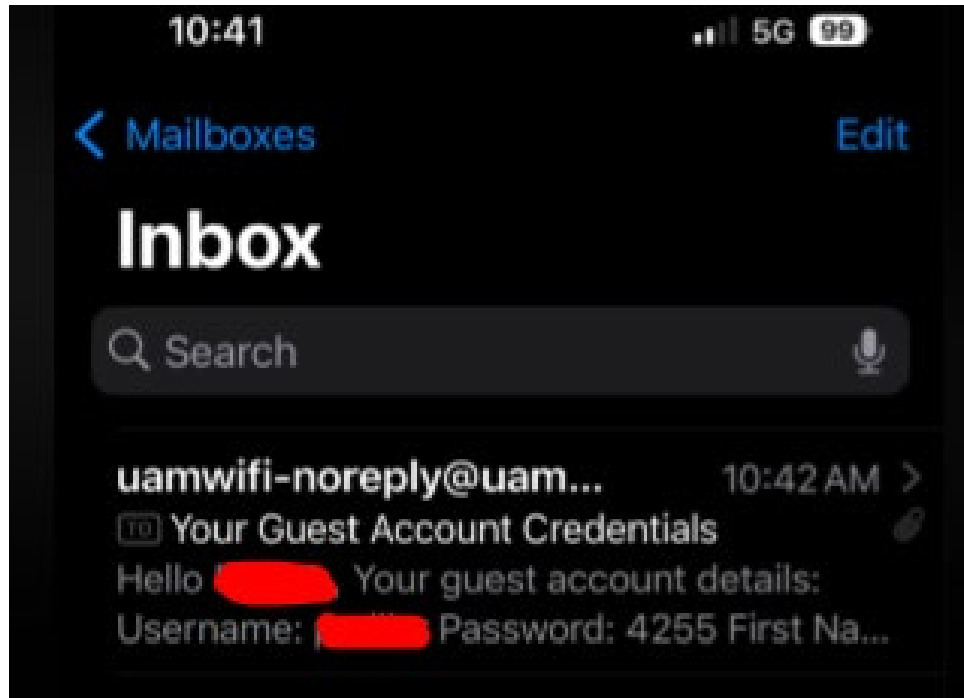 10:41 5G 99
Mailboxes Edit
Inbox
Search
uamwifi-noreply@uam... 10:42 AM
TO Your Guest Account Credentials
Hello Your guest account details:
Username: Password: 4255 First Na...